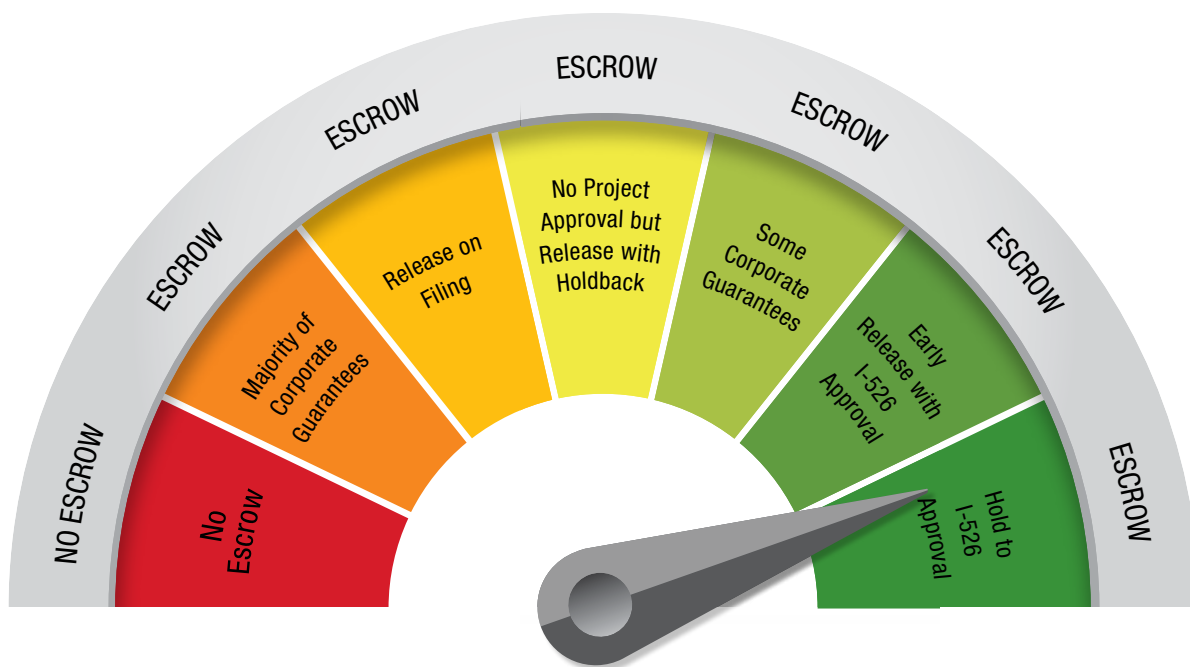 NO ESCROW
ESCROW
ESCROW
ESCROW
ESCROW
ESCROW
ESCROW
No
Escrow
Majority of
Corporate
Guarantees
Release on
Filing
No Project
Approval but
Release with
Holdback
Some
Corporate
Guarantees
Early
Release with
I-526
Approval
Hold to
I-526
Approval